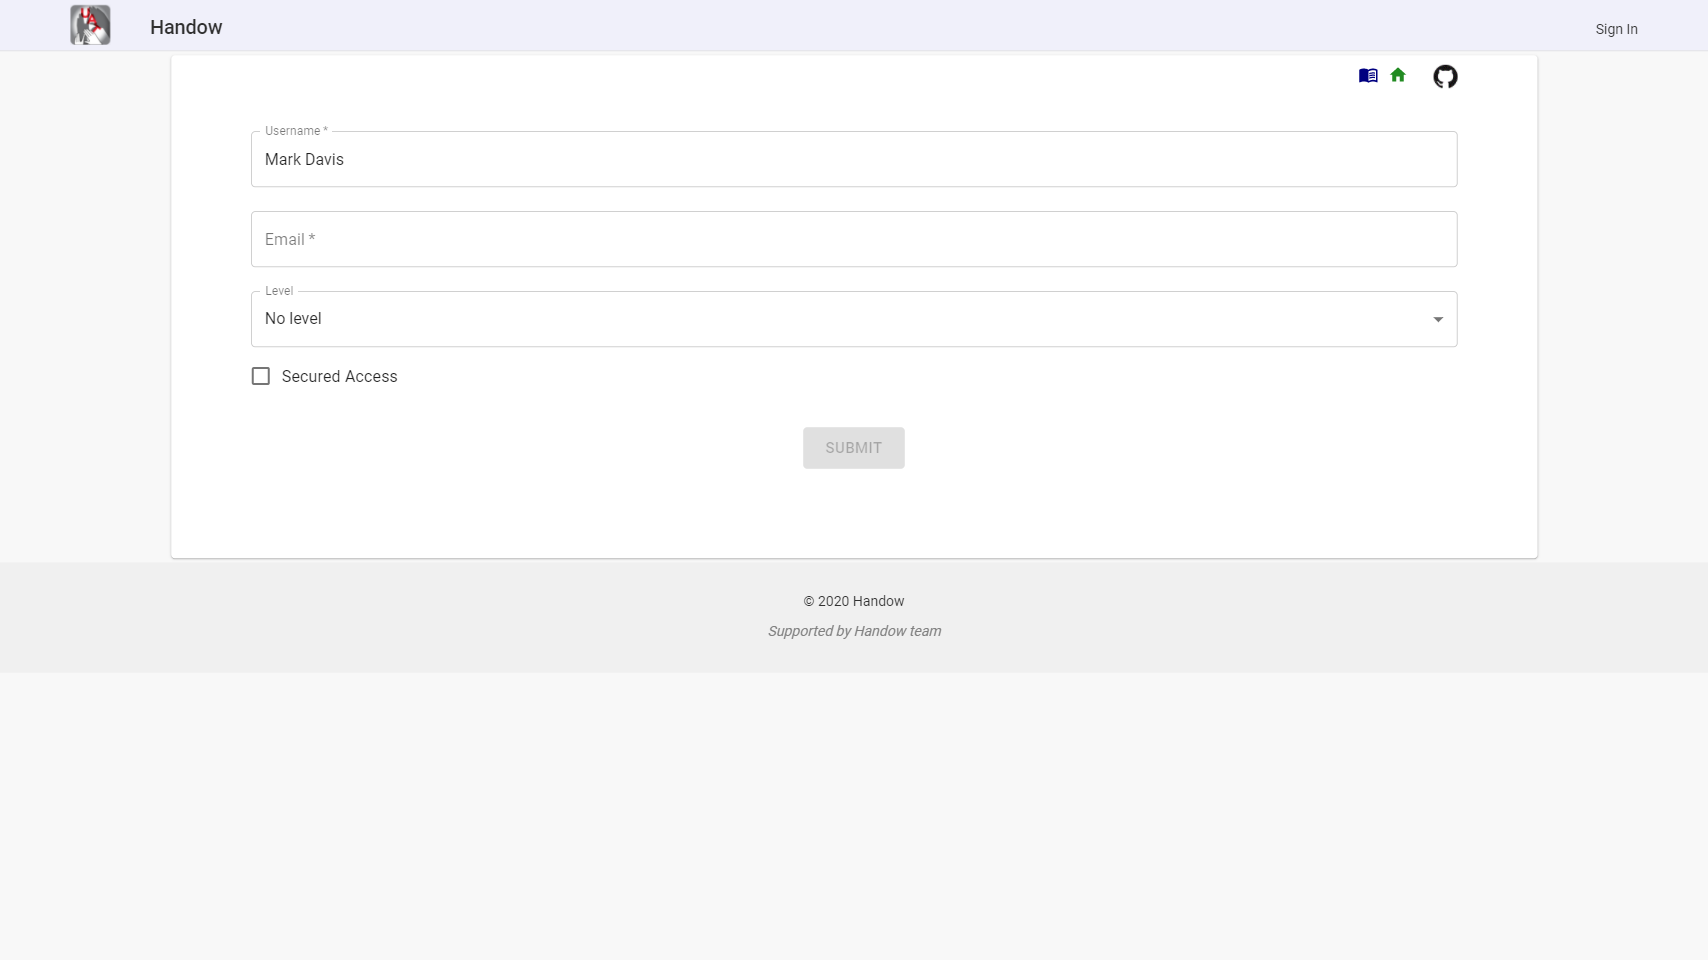 Handow
Sign In
Username *
Mark Davis
Email *
Level
No level
Secured Access
SUBMIT
© 2020 Handow
Supported by Handow team